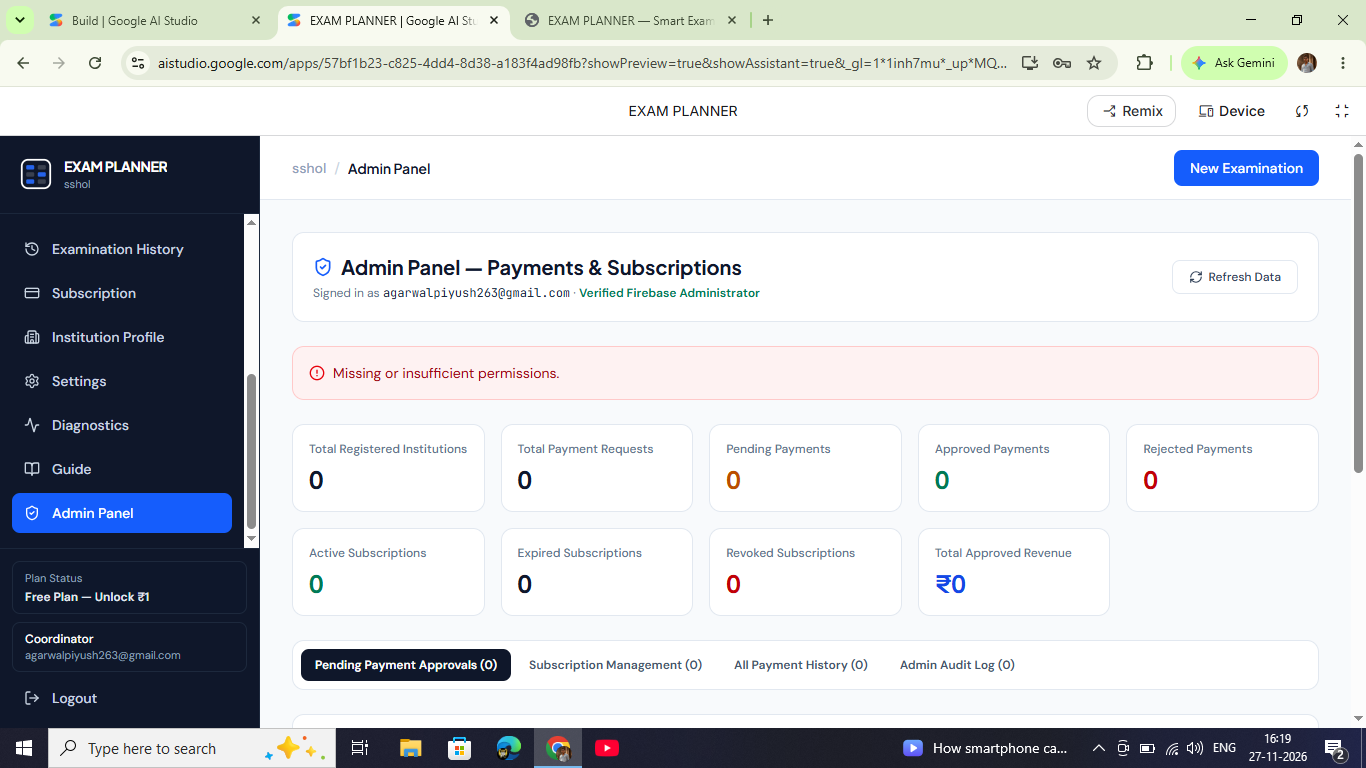 Build | Google AI Studio
EXAM PLANNER | Google AI Stu
EXAM PLANNER — Smart Exam
aistudio.google.com/apps/57bf1b23-c825-4dd4-8d38-a183f4ad98fb?showPreview=true&showAssistant=true&_gl=1*1inh7mu*_up*MQ...
Ask Gemini
EXAM PLANNER
Remix
Device
EXAM PLANNER
sshol
sshol / Admin Panel
New Examination
Examination History
Subscription
Institution Profile
Settings
Diagnostics
Guide
Admin Panel
Plan Status
Free Plan — Unlock ₹1
Coordinator
agarwalpiyush263@gmail.com
Logout
Admin Panel — Payments & Subscriptions
Signed in as agarwalpiyush263@gmail.com · Verified Firebase Administrator
Refresh Data
Missing or insufficient permissions.
Total Registered Institutions
0
Total Payment Requests
0
Pending Payments
0
Approved Payments
0
Rejected Payments
0
Active Subscriptions
0
Expired Subscriptions
0
Revoked Subscriptions
0
Total Approved Revenue
₹0
Pending Payment Approvals (0)
Subscription Management (0)
All Payment History (0)
Admin Audit Log (0)
Type here to search
How smartphone ca...
ENG
16:19
27-11-2026
2